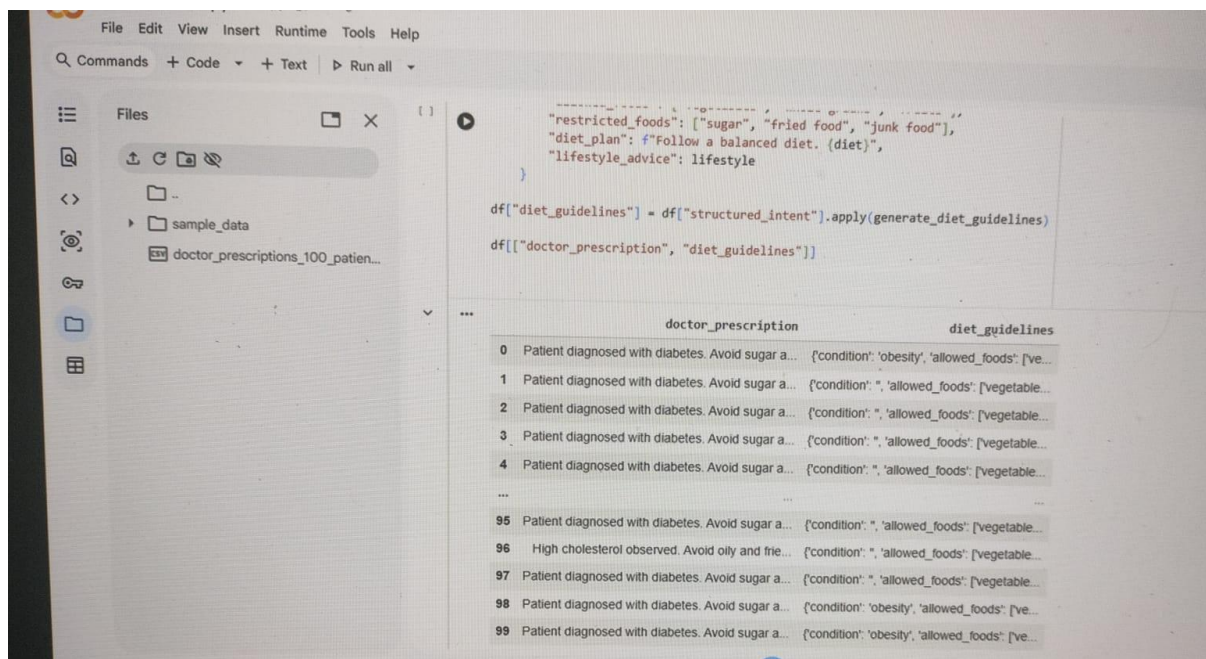 File Edit View Insert Runtime Tools Help
Commands + Code + Text Run all
Files
..
sample_data
doctor_prescriptions_100_patien...
[ ]
"restricted_foods": ["sugar", "fried food", "junk food"],
"diet_plan": f"Follow a balanced diet. {diet}",
"lifestyle_advice": lifestyle
}
df["diet_guidelines"] = df["structured_intent"].apply(generate_diet_guidelines)
df[["doctor_prescription", "diet_guidelines"]]
doctor_prescription diet_guidelines
0 Patient diagnosed with diabetes. Avoid sugar a... {'condition': 'obesity', 'allowed_foods': ['ve...
1 Patient diagnosed with diabetes. Avoid sugar a... {'condition': '', 'allowed_foods': ['vegetable...
2 Patient diagnosed with diabetes. Avoid sugar a... {'condition': '', 'allowed_foods': ['vegetable...
3 Patient diagnosed with diabetes. Avoid sugar a... {'condition': '', 'allowed_foods': ['vegetable...
4 Patient diagnosed with diabetes. Avoid sugar a... {'condition': '', 'allowed_foods': ['vegetable...
... ... ...
95 Patient diagnosed with diabetes. Avoid sugar a... {'condition': '', 'allowed_foods': ['vegetable...
96 High cholesterol observed. Avoid oily and frie... {'condition': '', 'allowed_foods': ['vegetable...
97 Patient diagnosed with diabetes. Avoid sugar a... {'condition': '', 'allowed_foods': ['vegetable...
98 Patient diagnosed with diabetes. Avoid sugar a... {'condition': 'obesity', 'allowed_foods': ['ve...
99 Patient diagnosed with diabetes. Avoid sugar a... {'condition': 'obesity', 'allowed_foods': ['ve...